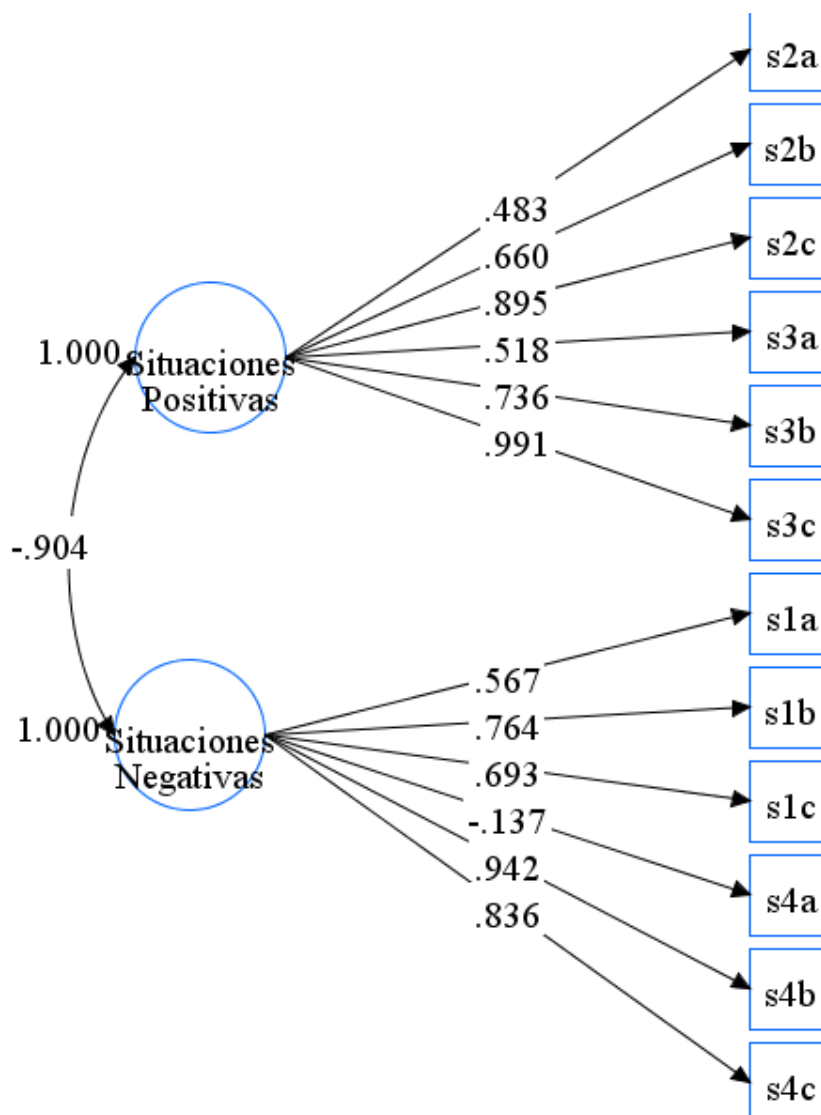 s2a
.483
s2b
.660
s2c
.895
s3a
.518
s3b
.736
s3c
.991
1.000
Situaciones
Positivas
-.904
s1a
.567
s1b
.764
s1c
.693
s4a
-.137
s4b
.942
s4c
.836
1.000
Situaciones
Negativas